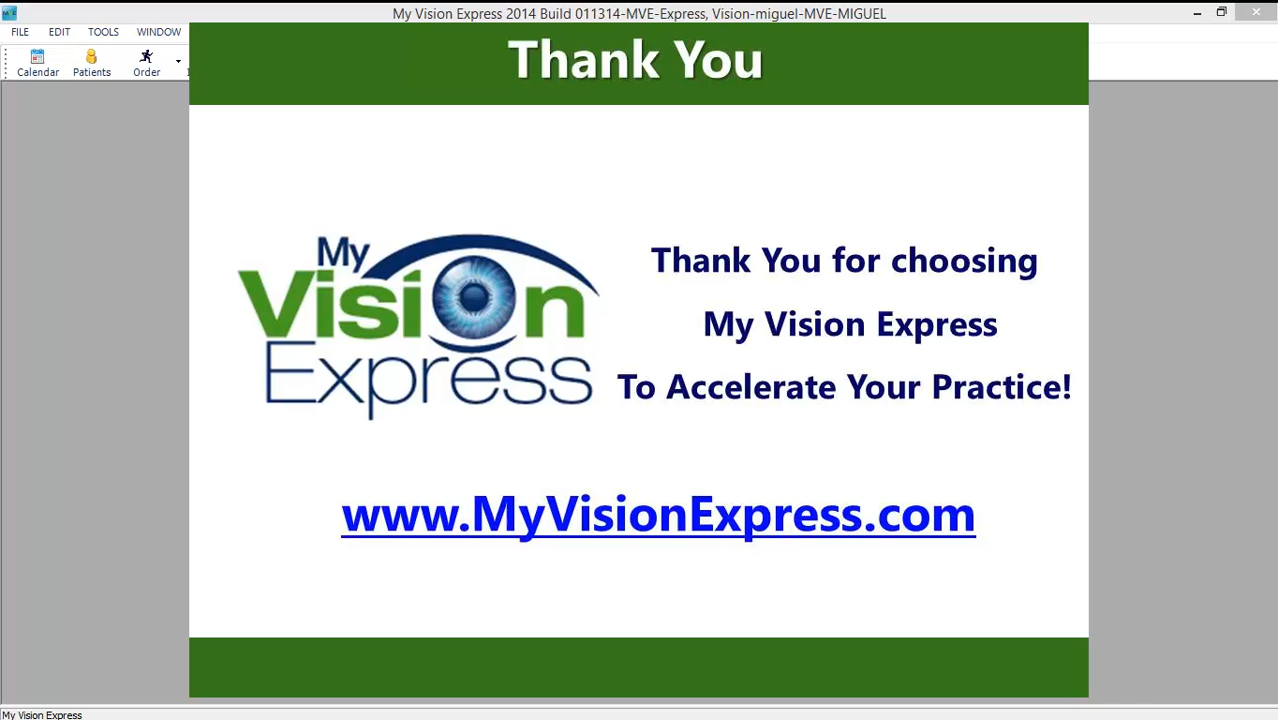 My Vision Express 2014 Build 011314-MVE-Express, Vision-miguel-MVE-MIGUEL
FILE EDIT TOOLS WINDOW
Calendar Patients Order
Thank You
My
Vision
Express
Thank You for choosing
My Vision Express
To Accelerate Your Practice!
www.MyVisionExpress.com
My Vision Express